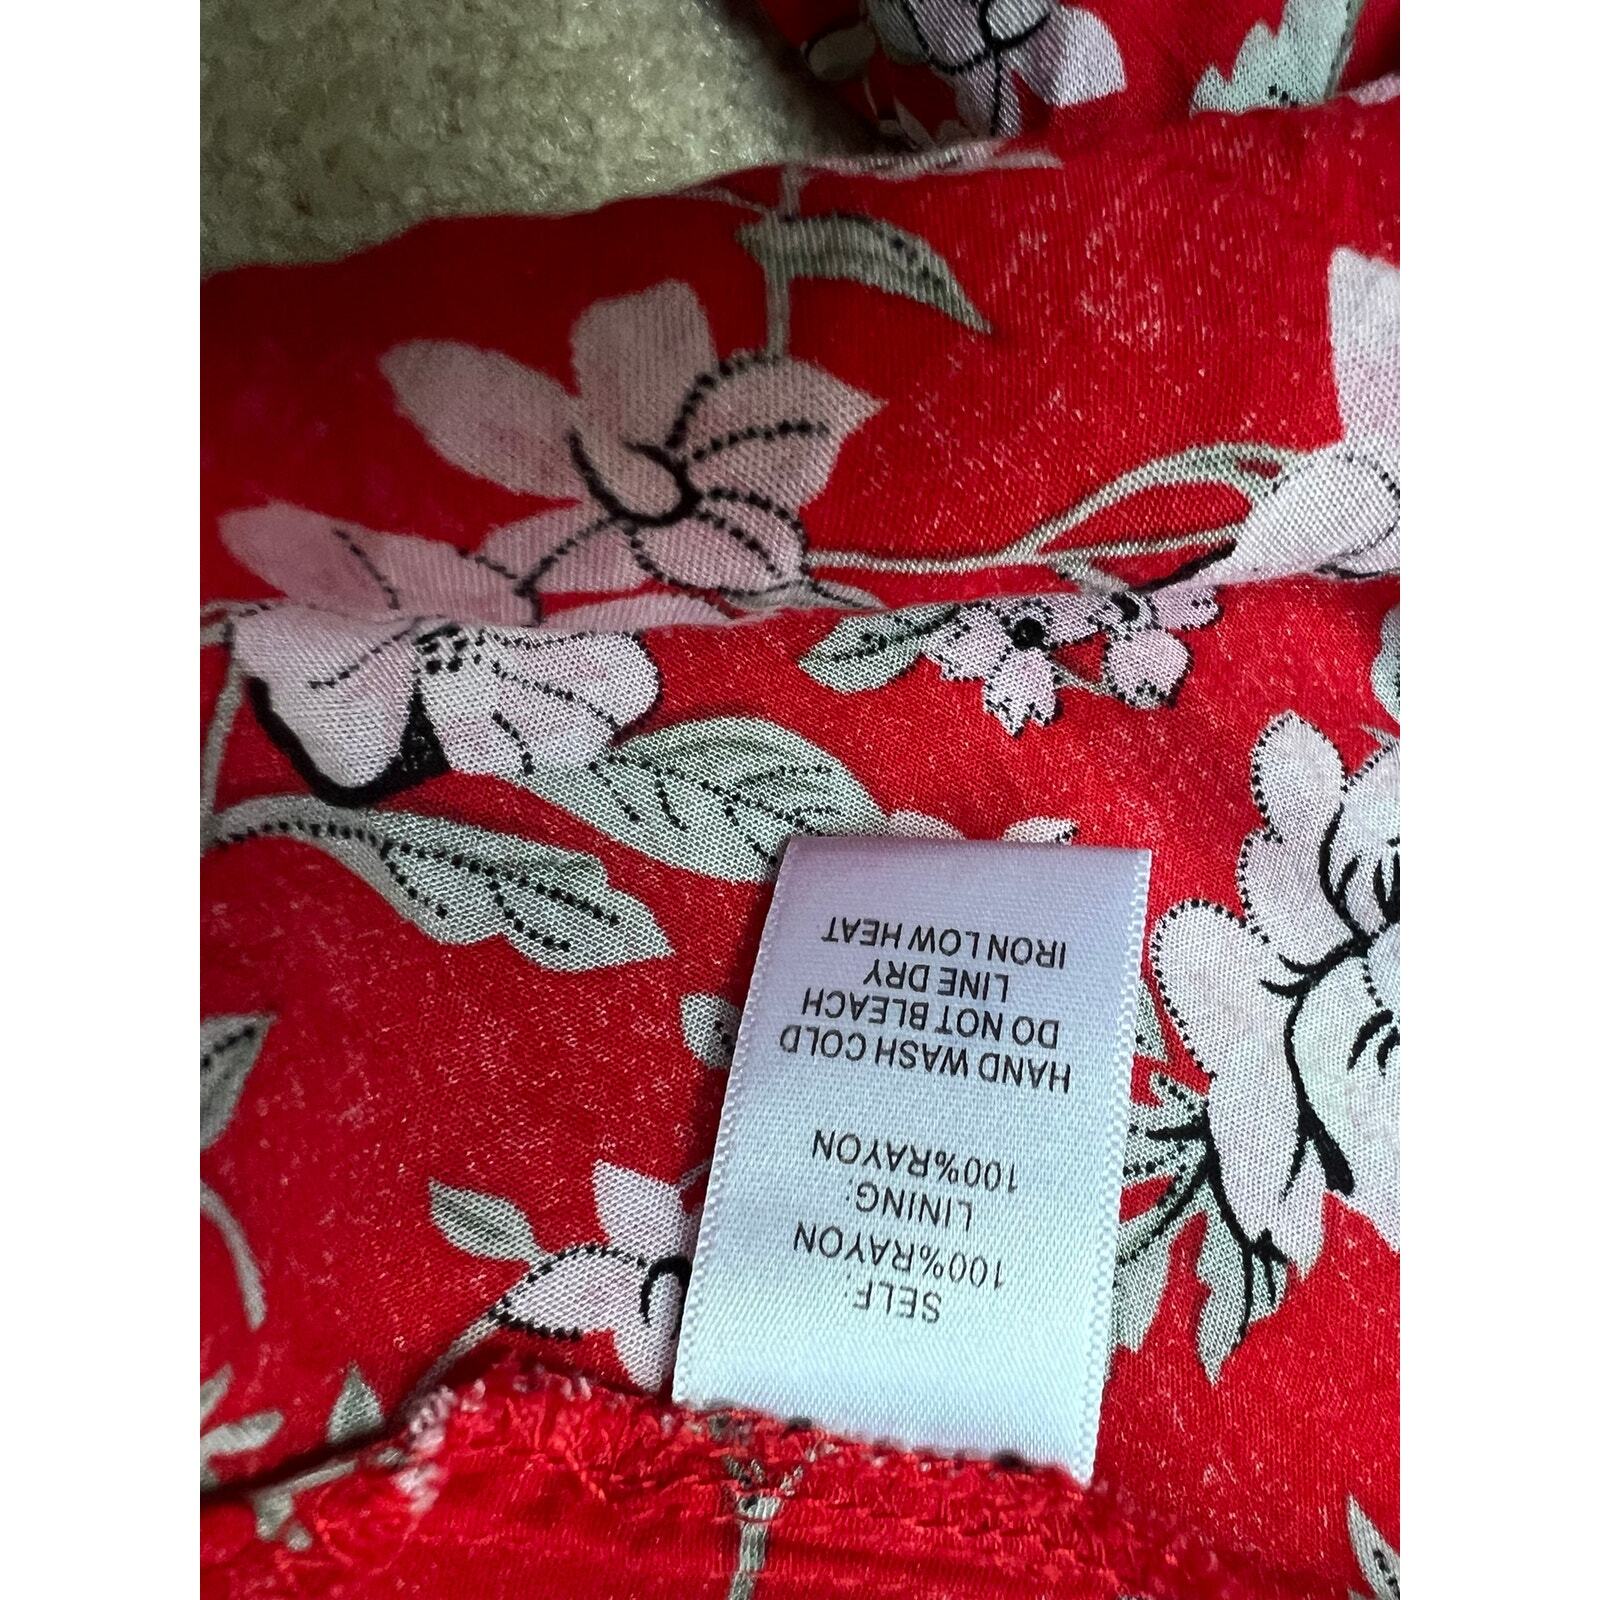 SELF:
100%RAYON
LINING:
100%RAYON
HAND WASH COLD
DO NOT BLEACH
LINE DRY
IRON LOW HEAT